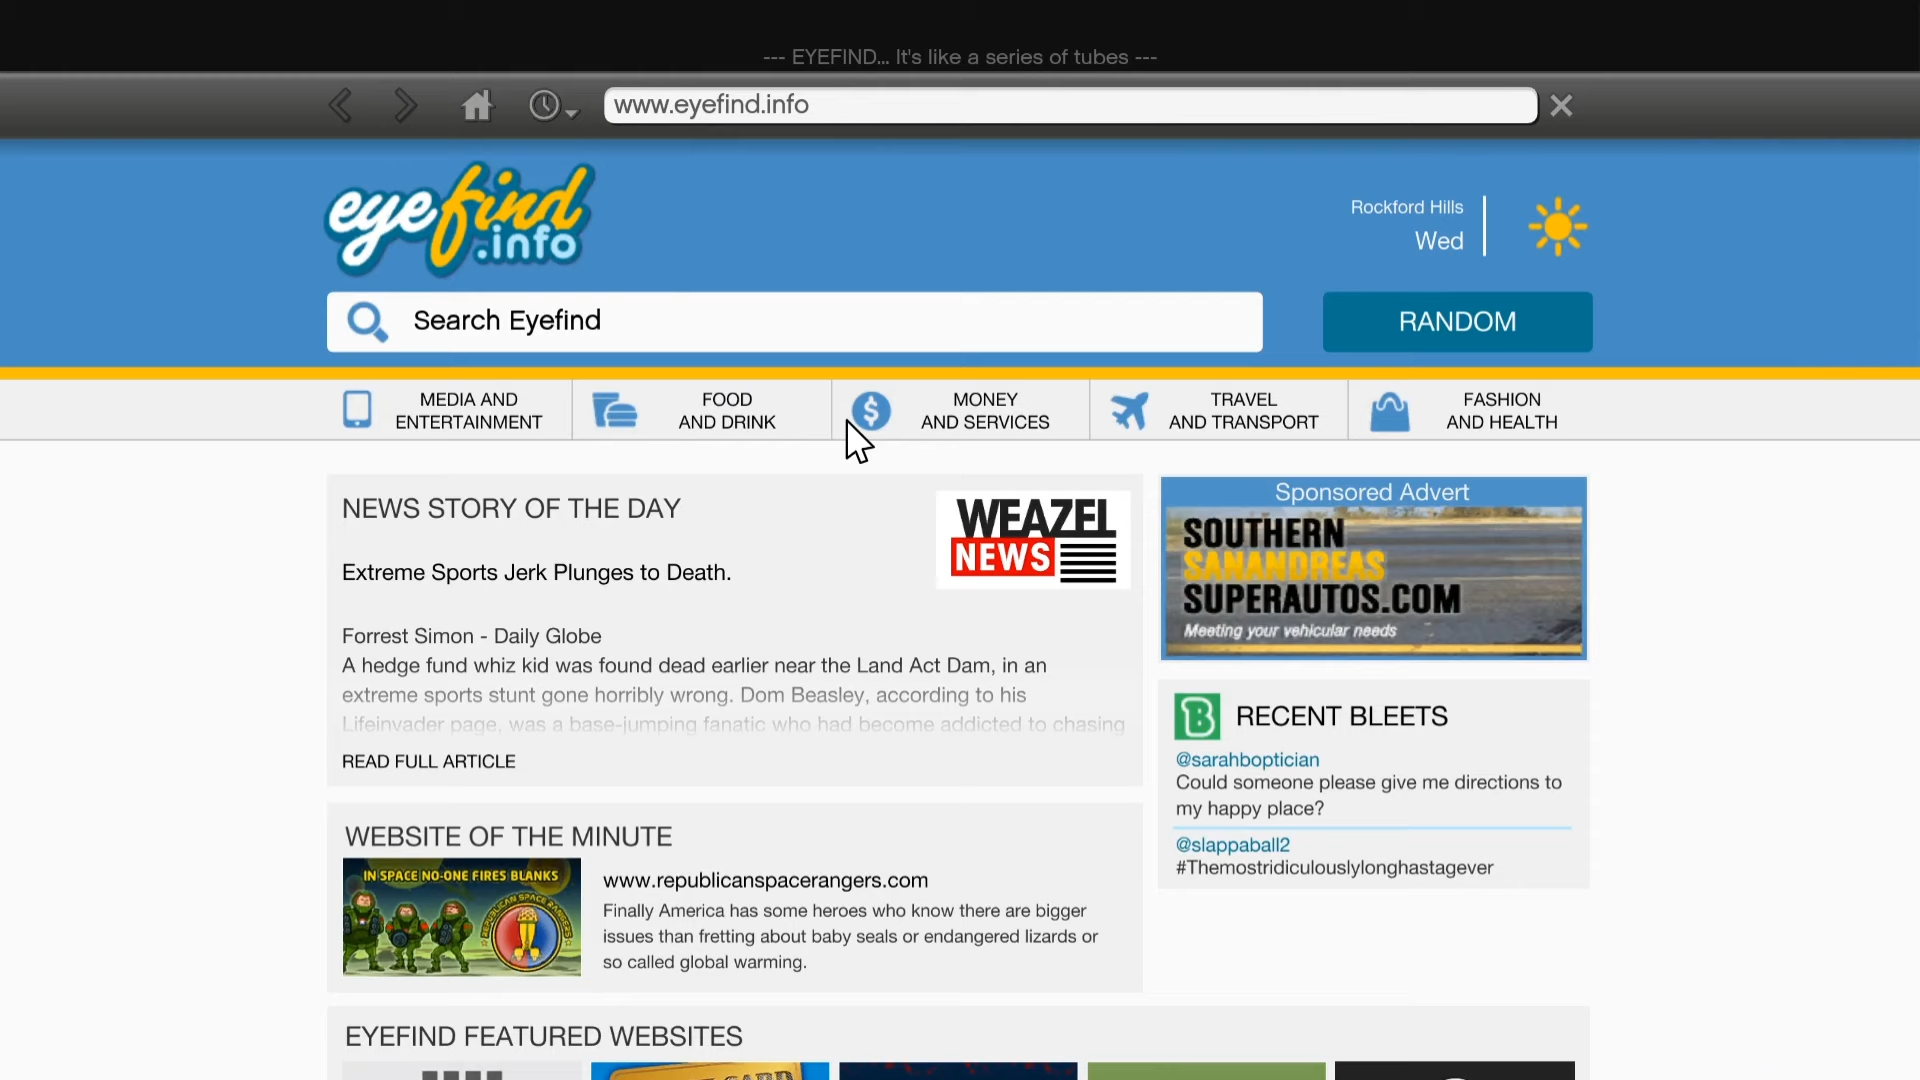 --- EYEFIND... It's like a series of tubes ---
www.eyefind.info
eyefind
.info
Rockford Hills
Wed
Search Eyefind
RANDOM
MEDIA AND
ENTERTAINMENT
FOOD
AND DRINK
MONEY
AND SERVICES
TRAVEL
AND TRANSPORT
FASHION
AND HEALTH
NEWS STORY OF THE DAY
WEAZEL
NEWS
Extreme Sports Jerk Plunges to Death.
Forrest Simon - Daily Globe
A hedge fund whiz kid was found dead earlier near the Land Act Dam, in an
extreme sports stunt gone horribly wrong. Dom Beasley, according to his
Lifeinvader page, was a base-jumping fanatic who had become addicted to chasing
READ FULL ARTICLE
Sponsored Advert
SOUTHERN
SANANDREAS
SUPERAUTOS.COM
Meeting your vehicular needs
B RECENT BLEETS
@sarahboptician
Could someone please give me directions to
my happy place?
@slappaball2
#Themostridiculouslylonghastagever
WEBSITE OF THE MINUTE
IN SPACE NO-ONE FIRES BLANKS
REPUBLICAN SPACE RANGERS
www.republicanspacerangers.com
Finally America has some heroes who know there are bigger
issues than fretting about baby seals or endangered lizards or
so called global warming.
EYEFIND FEATURED WEBSITES